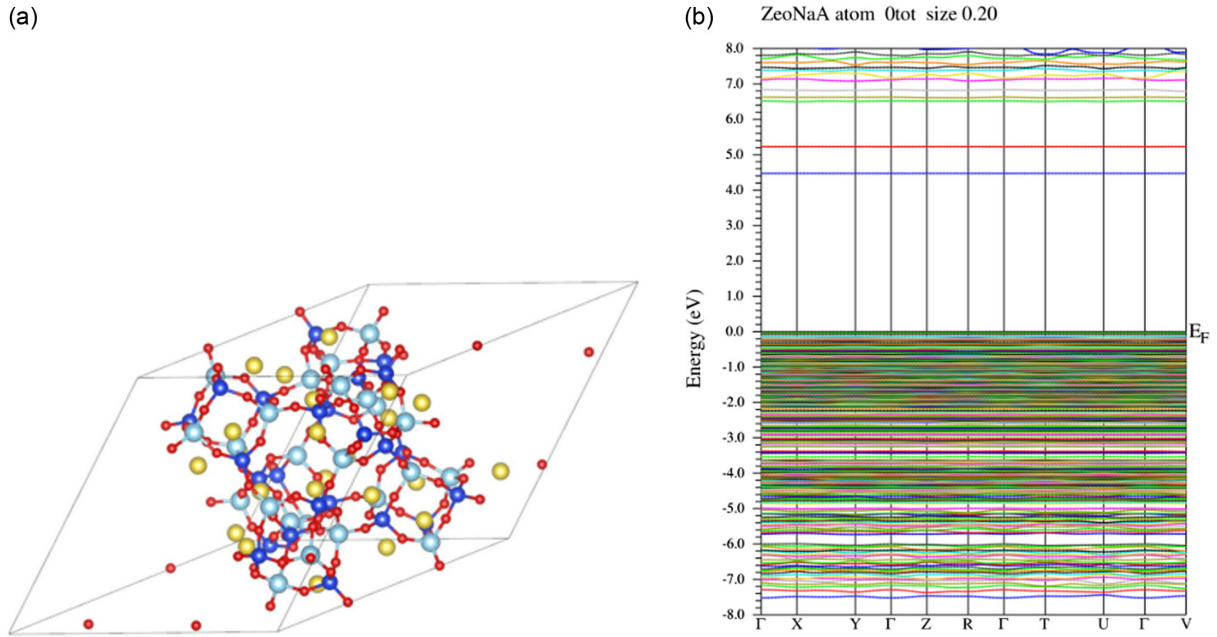 (a)
(b)
ZeoNaA atom 0tot size 0.20
Energy (eV)
8.0
7.0
6.0
5.0
4.0
3.0
2.0
1.0
0.0
-1.0
-2.0
-3.0
-4.0
-5.0
-6.0
-7.0
-8.0
E_F
Γ X Y Γ Z R Γ T U Γ V